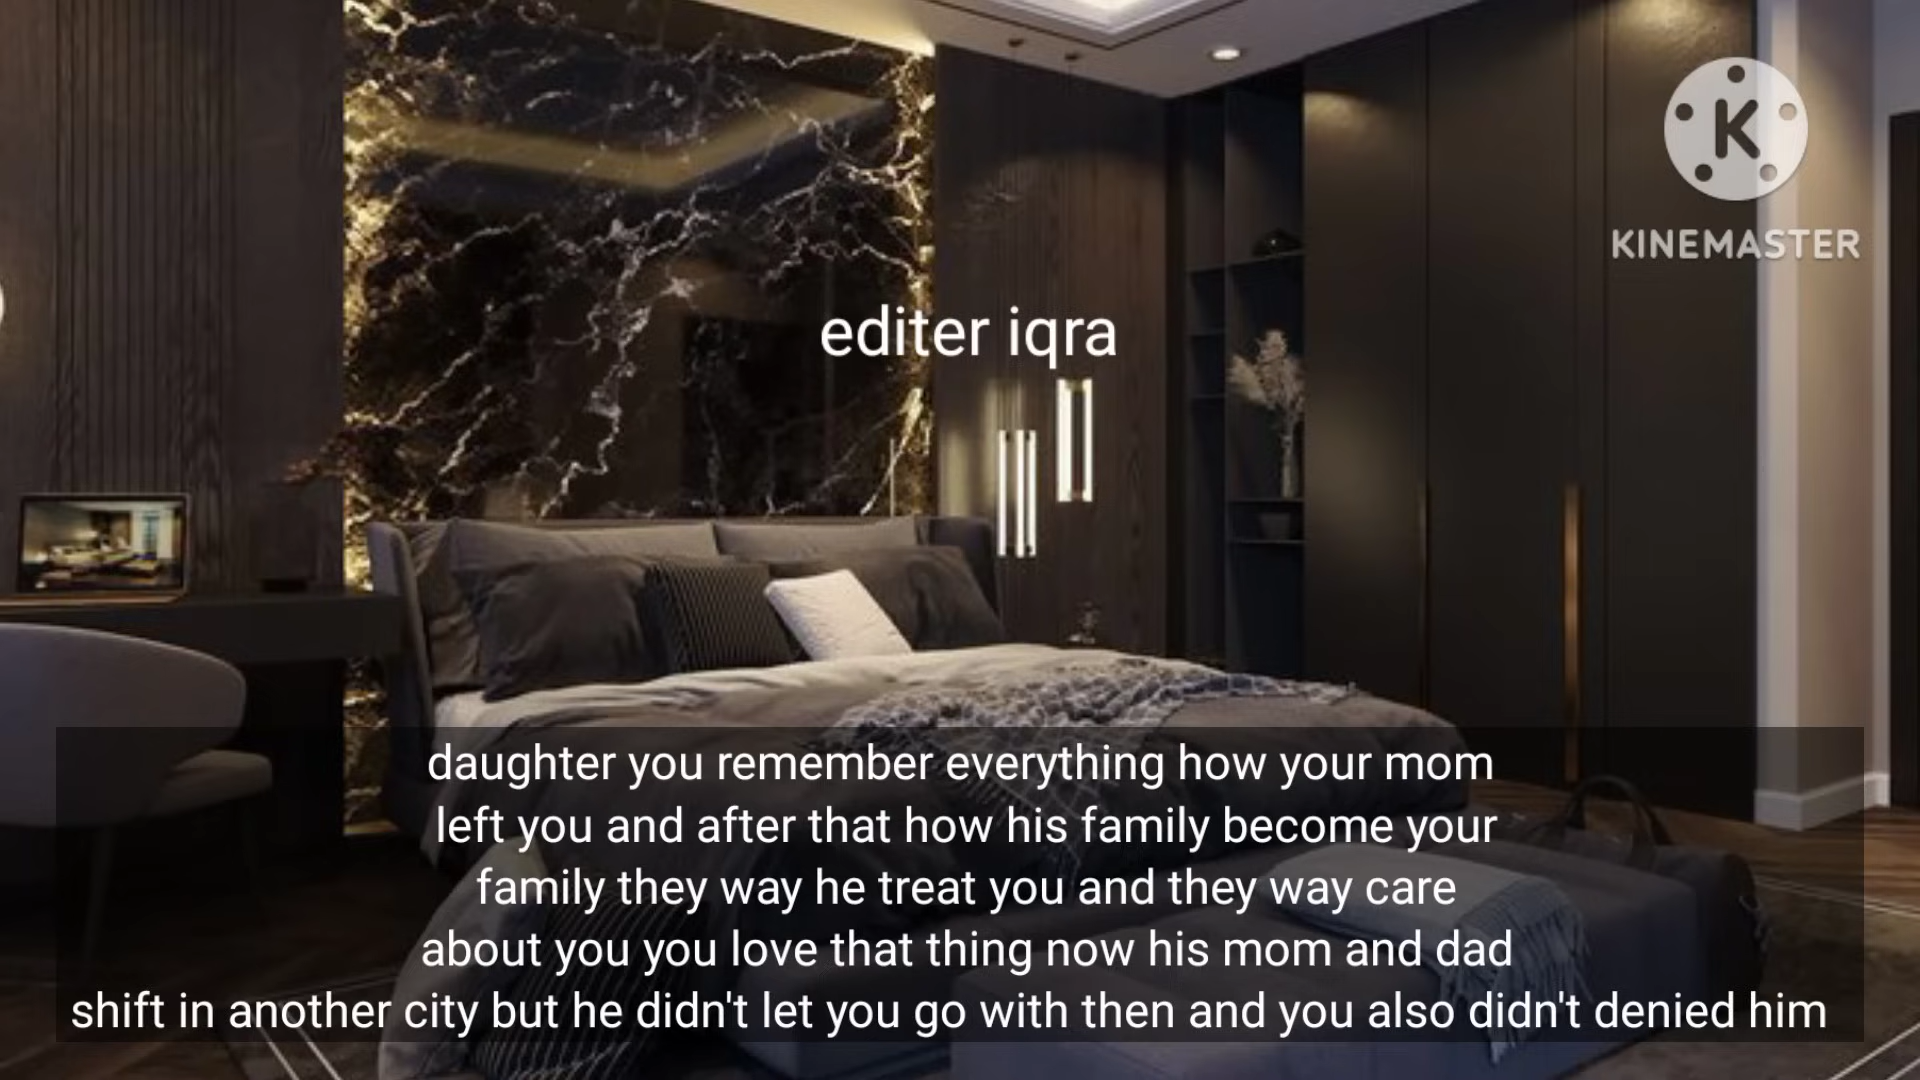 KINEMASTER
editer iqra
daughter you remember everything how your mom
left you and after that how his family become your
family they way he treat you and they way care
about you you love that thing now his mom and dad
shift in another city but he didn't let you go with then and you also didn't denied him